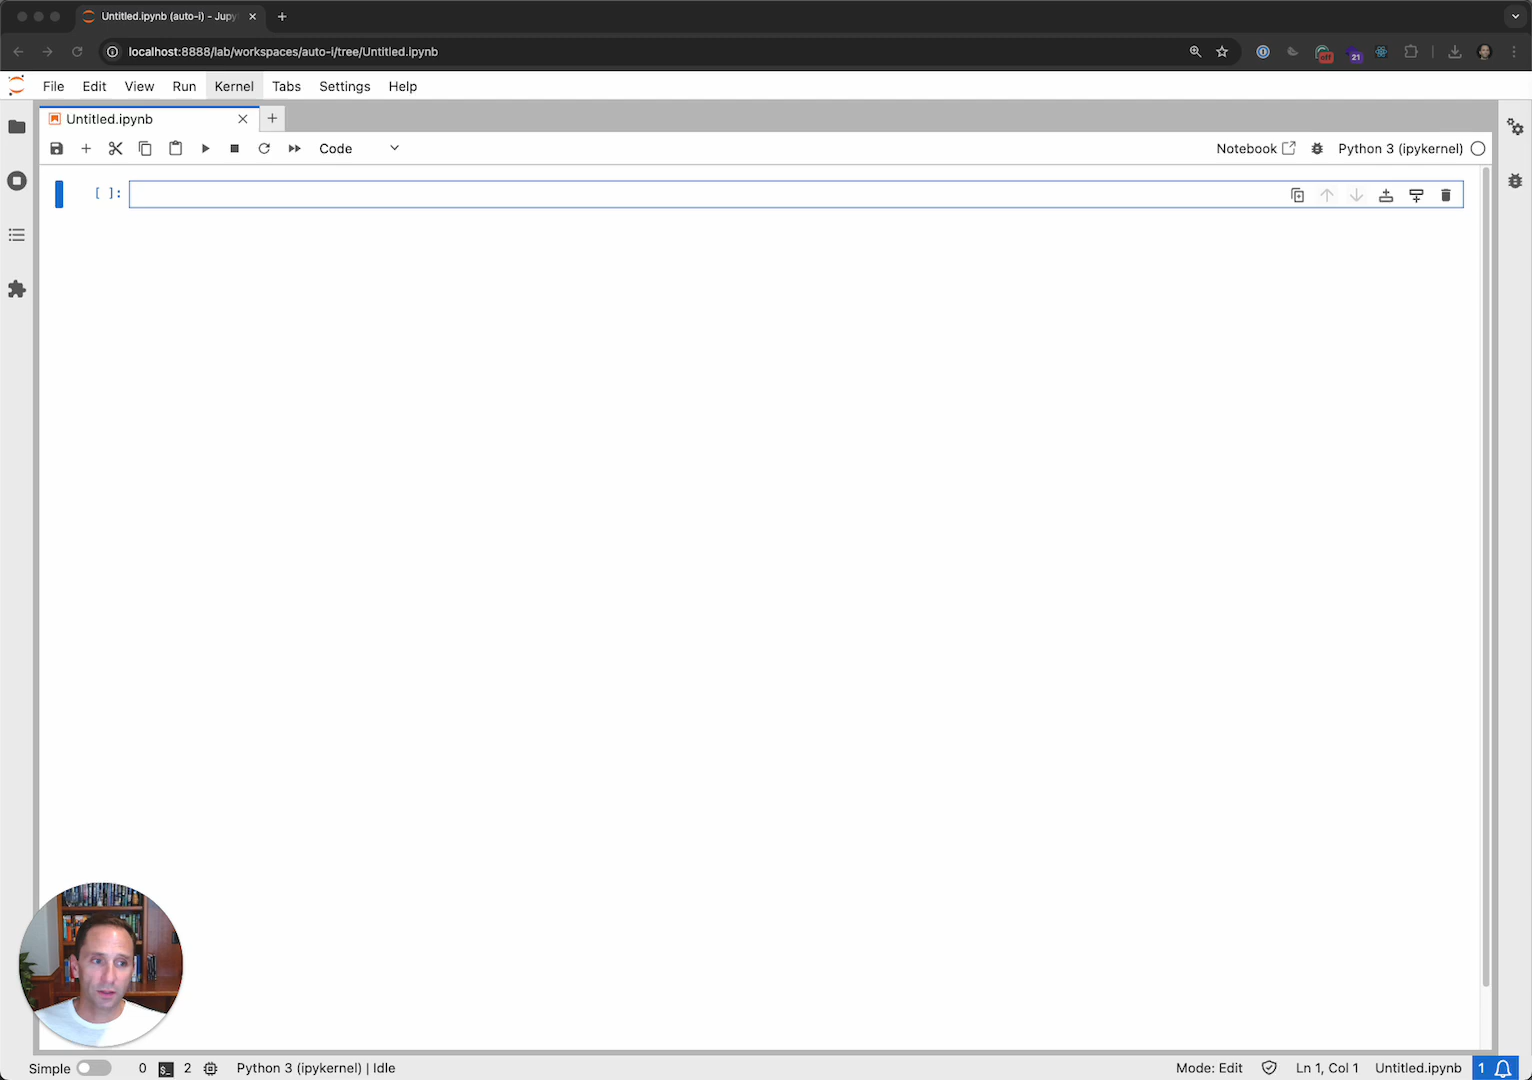 Untitled.ipynb (auto-i) - Jupy
localhost:8888/lab/workspaces/auto-i/tree/Untitled.ipynb
off
21
File Edit View Run Kernel Tabs Settings Help
Untitled.ipynb
Code
Notebook
Python 3 (ipykernel)
[ ]:
Simple
0
$_
2
Python 3 (ipykernel) | Idle
Mode: Edit
Ln 1, Col 1
Untitled.ipynb
1